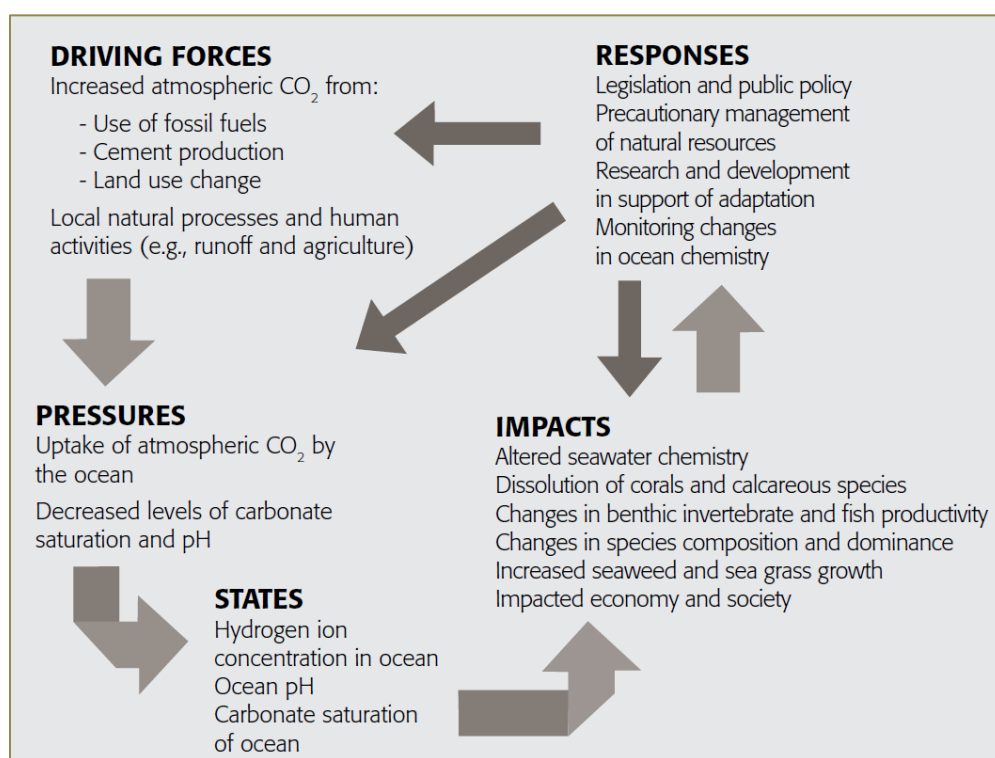 DRIVING FORCES
Increased atmospheric CO₂ from:
- Use of fossil fuels
- Cement production
- Land use change
Local natural processes and human
activities (e.g., runoff and agriculture)
RESPONSES
Legislation and public policy
Precautionary management
of natural resources
Research and development
in support of adaptation
Monitoring changes
in ocean chemistry
PRESSURES
Uptake of atmospheric CO₂ by
the ocean
Decreased levels of carbonate
saturation and pH
STATES
Hydrogen ion
concentration in ocean
Ocean pH
Carbonate saturation
of ocean
IMPACTS
Altered seawater chemistry
Dissolution of corals and calcareous species
Changes in benthic invertebrate and fish productivity
Changes in species composition and dominance
Increased seaweed and sea grass growth
Impacted economy and society